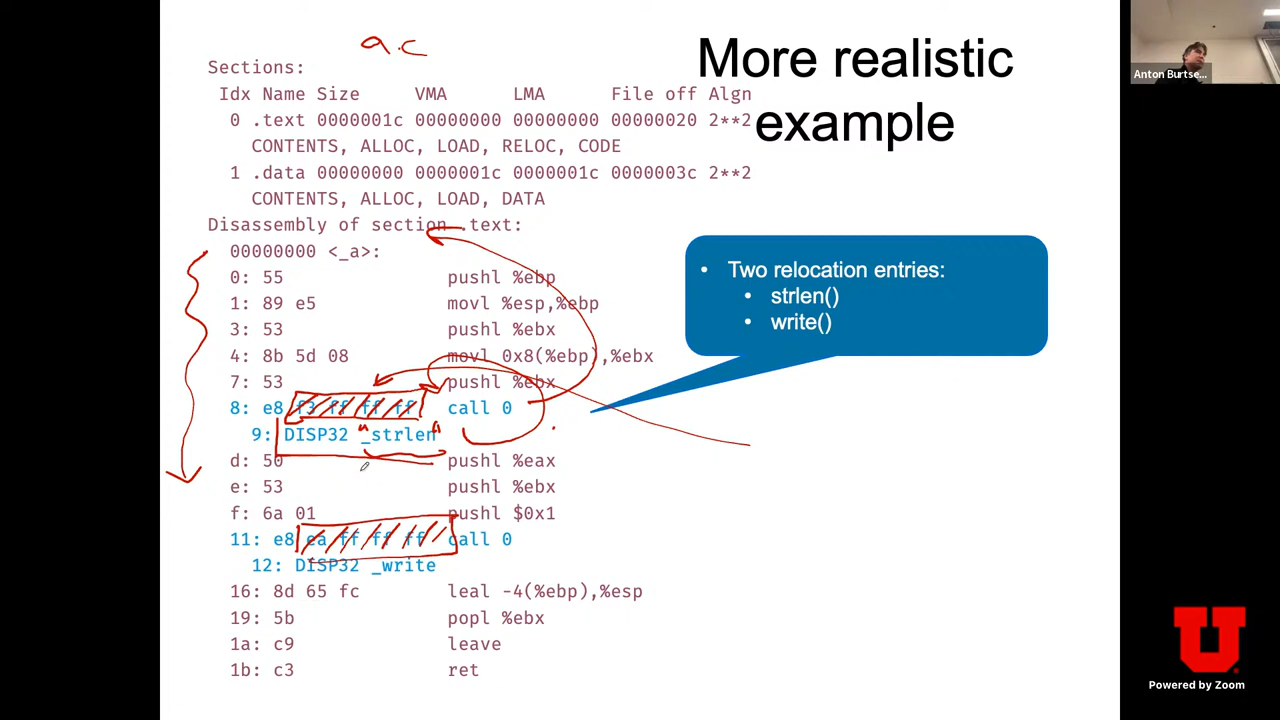 a.c
More realistic
example
Anton Burtse...
Sections:
Idx Name Size VMA LMA File off Algn
0 .text 0000001c 00000000 00000000 00000020 2**2
CONTENTS, ALLOC, LOAD, RELOC, CODE
1 .data 00000000 0000001c 0000001c 0000003c 2**2
CONTENTS, ALLOC, LOAD, DATA
Disassembly of section .text:
00000000 <_a>:
0: 55 pushl %ebp
1: 89 e5 movl %esp,%ebp
3: 53 pushl %ebx
4: 8b 5d 08 movl 0x8(%ebp),%ebx
7: 53 pushl %ebx
8: e8 f3 ff ff ff call 0
9: DISP32 _strlen
d: 50 pushl %eax
e: 53 pushl %ebx
f: 6a 01 pushl $0x1
11: e8 ea ff ff ff call 0
12: DISP32 _write
16: 8d 65 fc leal -4(%ebp),%esp
19: 5b popl %ebx
1a: c9 leave
1b: c3 ret
• Two relocation entries:
• strlen()
• write()
U
Powered by Zoom